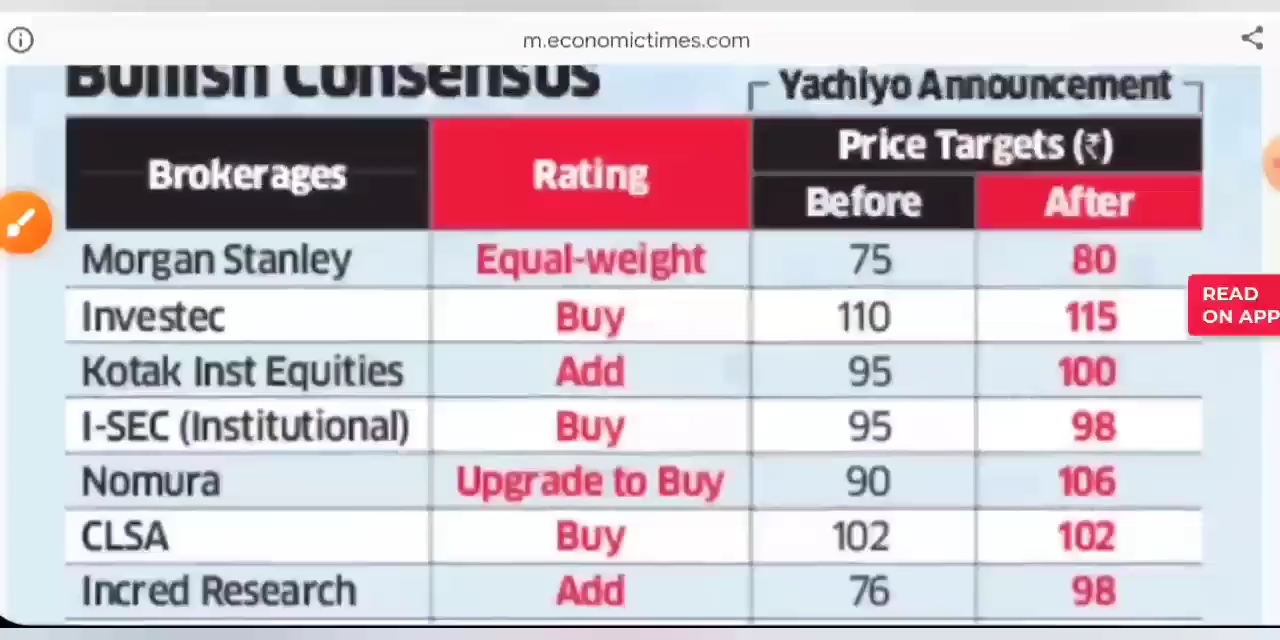 m.economictimes.com
Bullish Consensus
Yachiyo Announcement
Brokerages Rating Price Targets (₹)
Before After
Morgan Stanley Equal-weight 75 80
Investec Buy 110 115
Kotak Inst Equities Add 95 100
I-SEC (Institutional) Buy 95 98
Nomura Upgrade to Buy 90 106
CLSA Buy 102 102
Incred Research Add 76 98
READ
ON APP